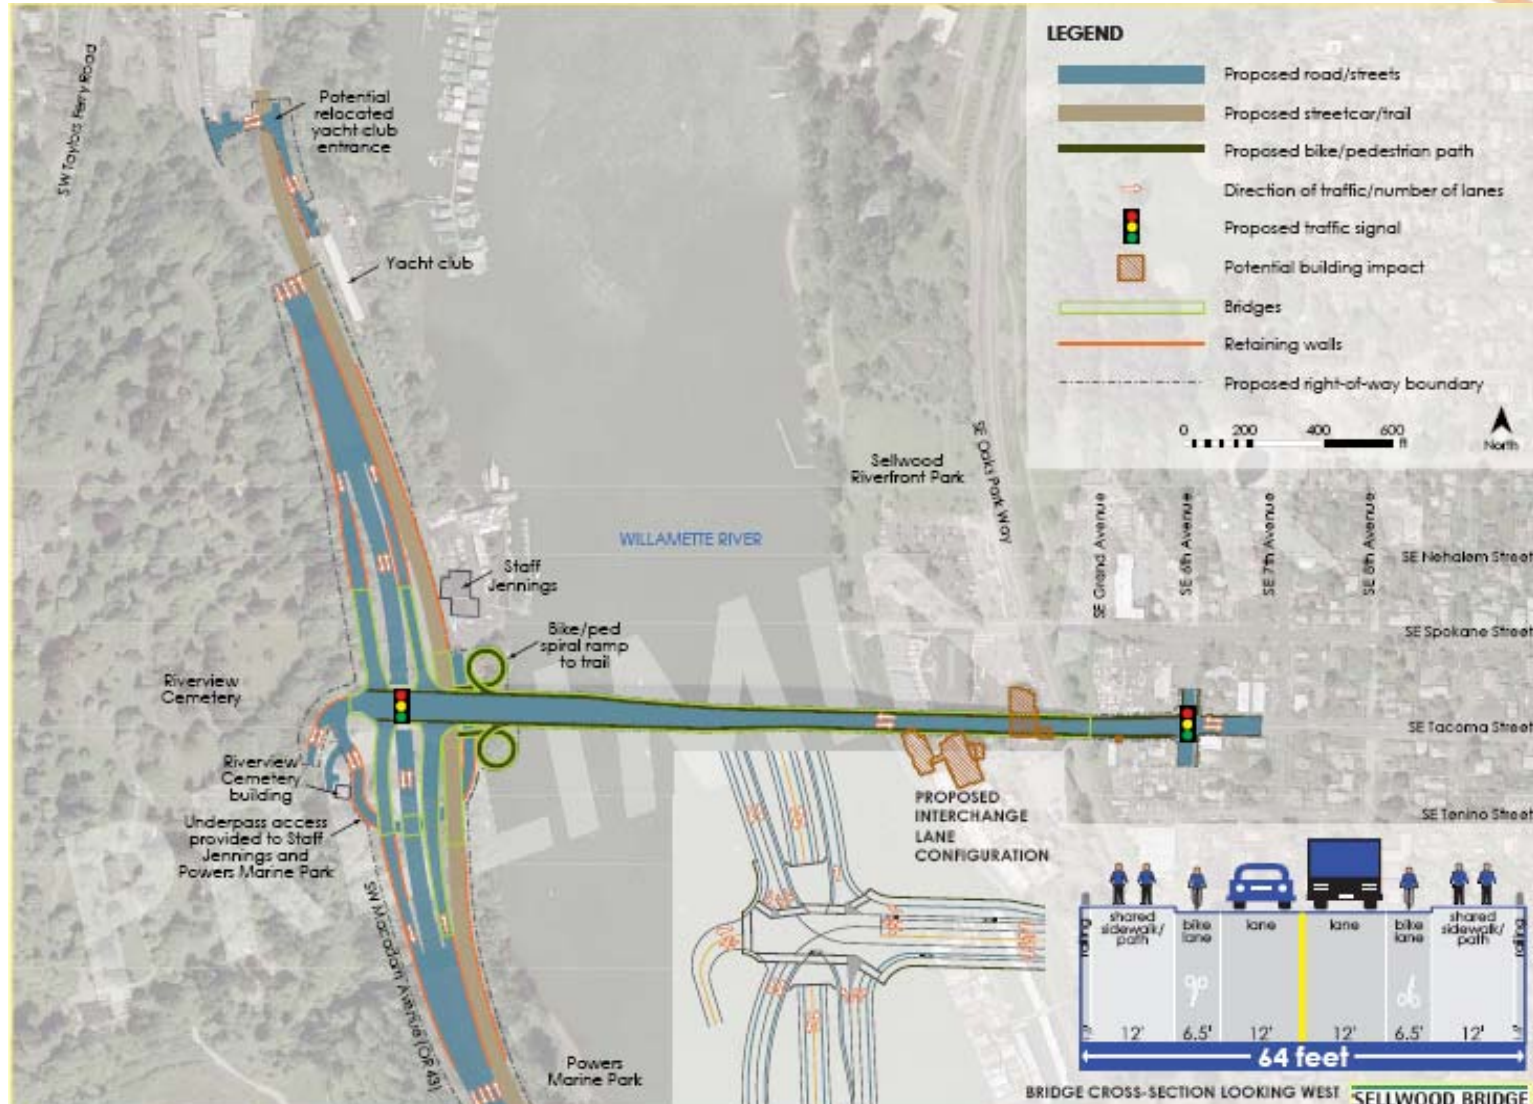 LEGEND
Proposed road/streets
Proposed streetcar/trail
Proposed bike/pedestrian path
Direction of traffic/number of lanes
Proposed traffic signal
Potential building impact
Bridges
Retaining walls
Proposed right-of-way boundary
0 200 400 600
ft
North
SW Taylors Ferry Road
Potential
relocated
yacht club
entrance
Yacht club
Sellwood
Riverfront Park
SE Oaks Park Way
WILLAMETTE RIVER
Staff
Jennings
Bike/ped
spiral ramp
to trail
SE Grand Avenue
SE 6th Avenue
SE 7th Avenue
SE 8th Avenue
SE Nehalem Street
SE Spokane Street
SE Tacoma Street
SE Tenino Street
Riverview
Cemetery
Riverview
Cemetery
building
Underpass access
provided to Staff
Jennings and
Powers Marine Park
SW Macadam Avenue (OR 43)
Powers
Marine Park
PROPOSED
INTERCHANGE
LANE
CONFIGURATION
railing
shared
sidewalk/
path
bike
lane
lane
lane
bike
lane
shared
sidewalk/
path
railing
12' 6.5' 12' 12' 6.5' 12'
64 feet
BRIDGE CROSS-SECTION LOOKING WEST
SELLWOOD BRIDGE